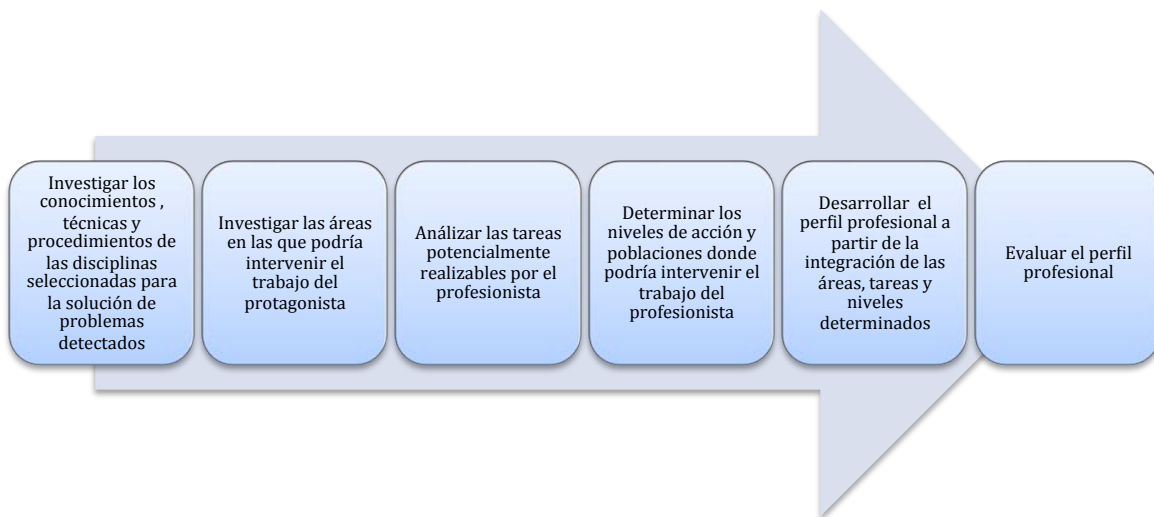 Investigar los
conocimientos ,
técnicas y
procedimientos de
las disciplinas
seleccionadas para
la solución de
problemas
detectados
Investigar las áreas
en las que podría
intervenir el
trabajo del
protagonista
Análizar las tareas
potencialmente
realizables por el
profesionista
Determinar los
niveles de acción y
poblaciones donde
podría intervenir el
trabajo del
profesionista
Desarrollar el
perfil profesional a
partir de la
integración de las
áreas, tareas y
niveles
determinados
Evaluar el perfil
profesional